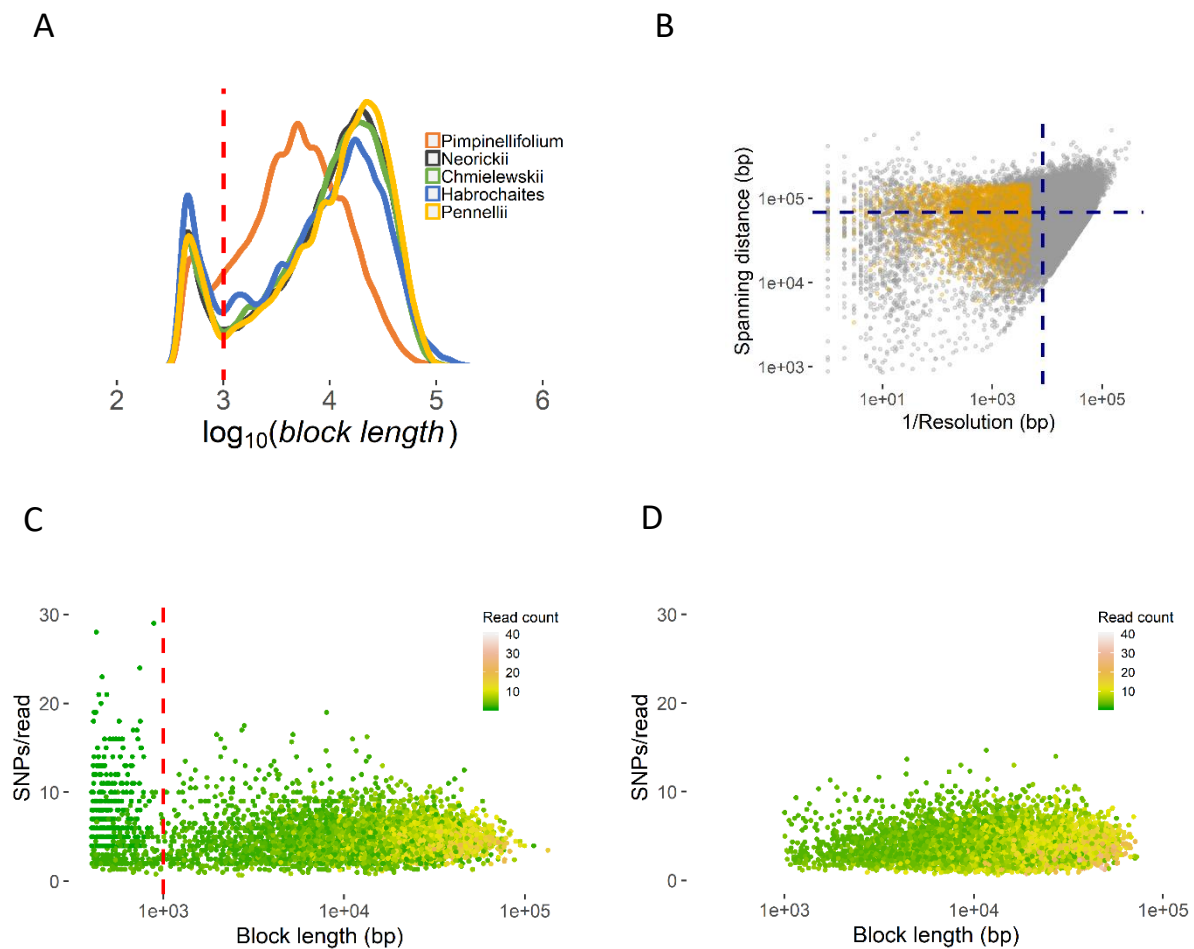 A
Pimpinellifolium
Neorickii
Chmielewskii
Habrochaites
Pennellii
2 3 4 5 6
log10(block length)
B
Spanning distance (bp)
1e+05
1e+04
1e+03
1e+01 1e+03 1e+05
1/Resolution (bp)
C
SNPs/read
30
20
10
0
Read count
40
30
20
10
1e+03 1e+04 1e+05
Block length (bp)
D
SNPs/read
30
20
10
0
Read count
40
30
20
10
1e+03 1e+04 1e+05
Block length (bp)